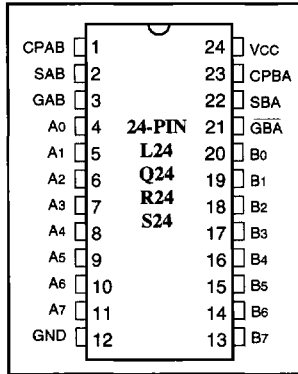 CPAB 1 24 VCC
SAB 2 23 CPBA
GAB 3 22 SBA
A0 4 24-PIN 21 GBA
A1 5 L24 20 B0
A2 6 Q24 19 B1
A3 7 R24 18 B2
A4 8 S24 17 B3
A5 9 16 B4
A6 10 15 B5
A7 11 14 B6
GND 12 13 B7